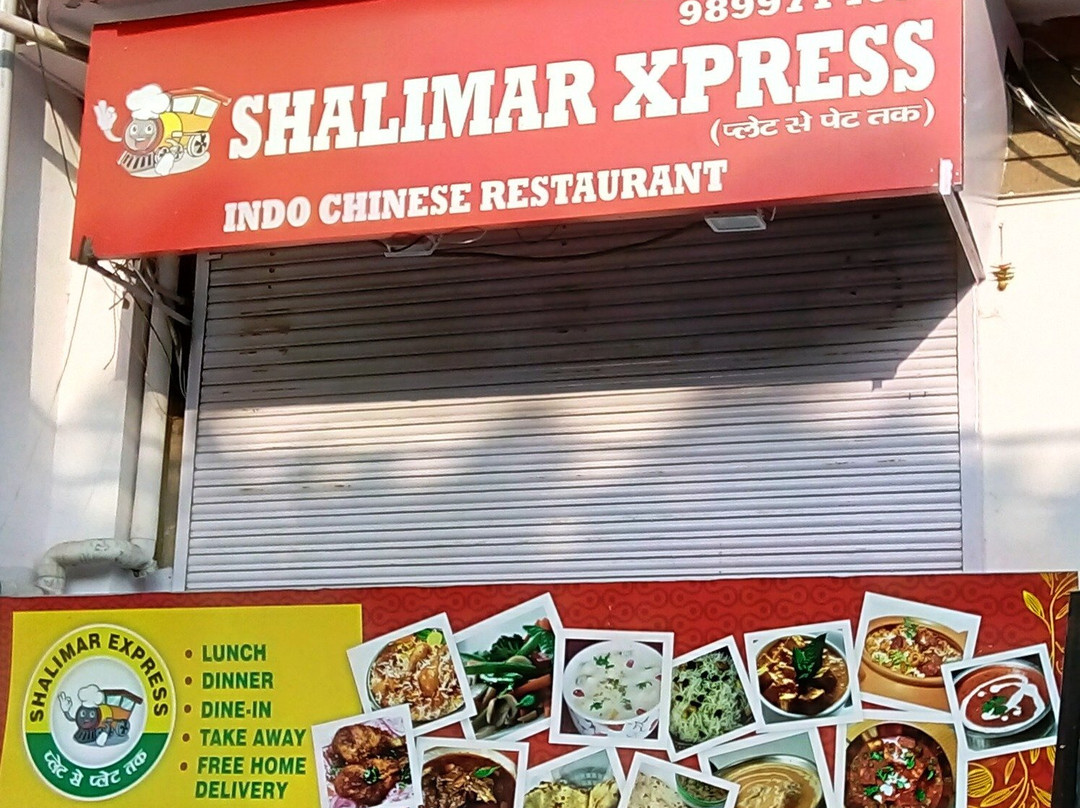 SHALIMAR XPRESS
(प्लेट से पेट तक)
INDO CHINESE RESTAURANT
SHALIMAR EXPRESS
प्लेट से प्लेट तक
• LUNCH
• DINNER
• DINE-IN
• TAKE AWAY
• FREE HOME
DELIVERY